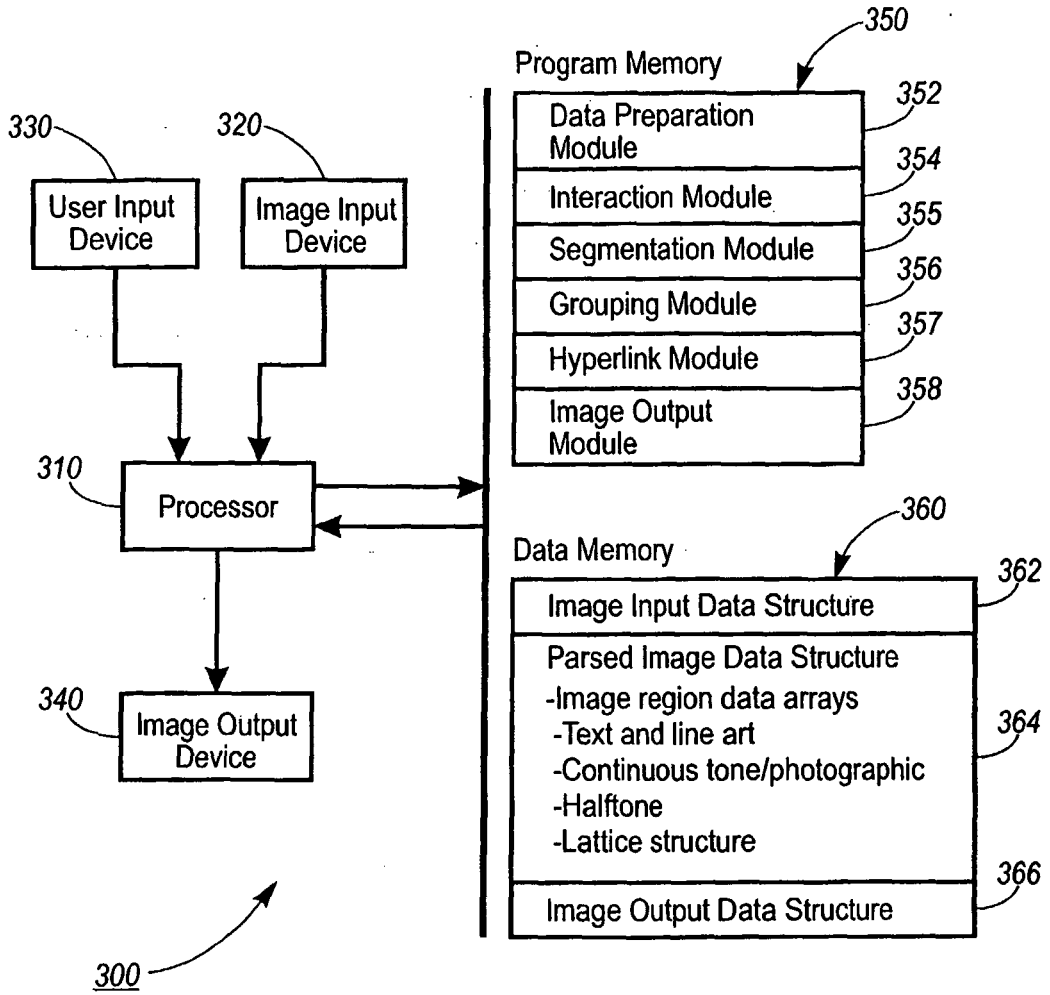 350
Program Memory
352
Data Preparation
Module
354
Interaction Module
355
Segmentation Module
356
Grouping Module
357
Hyperlink Module
358
Image Output
Module
330
User Input
Device
320
Image Input
Device
310
Processor
340
Image Output
Device
360
Data Memory
362
Image Input Data Structure
Parsed Image Data Structure
-Image region data arrays
-Text and line art
-Continuous tone/photographic
-Halftone
-Lattice structure
364
366
Image Output Data Structure
300